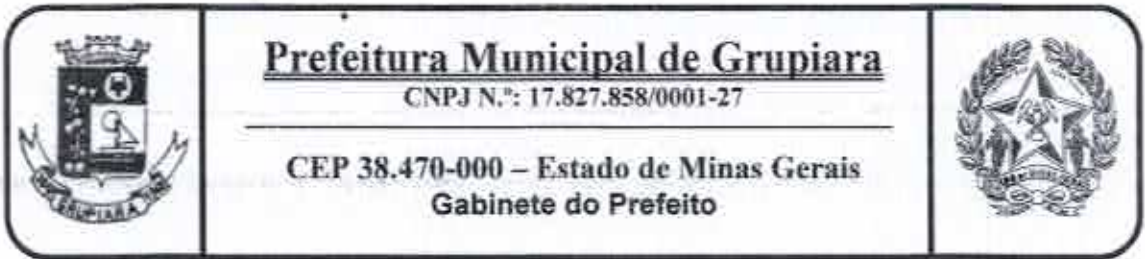 Prefeitura Municipal de Grupiara
CNPJ N.º: 17.827.858/0001-27
CEP 38.470-000 – Estado de Minas Gerais
Gabinete do Prefeito
GRUPIARA